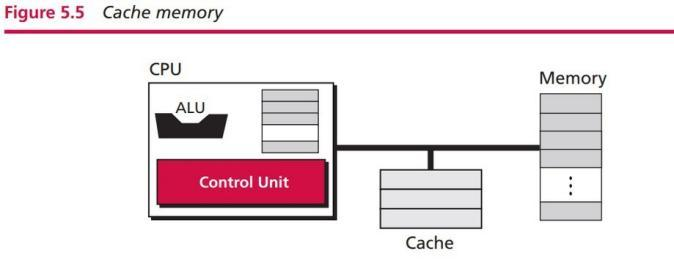 Figure 5.5 Cache memory
CPU
Memory
ALU
Control Unit
Cache